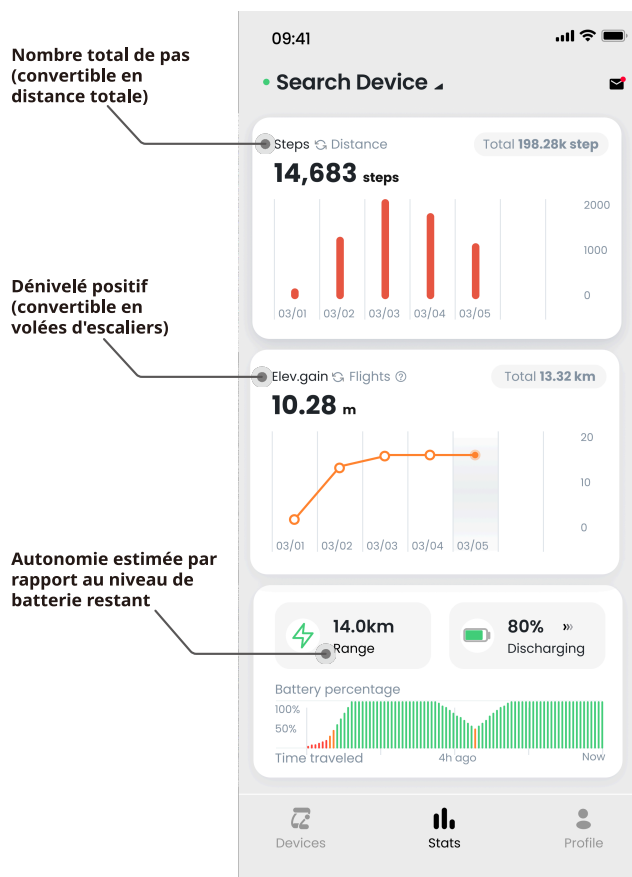 09:41
Nombre total de pas
(convertible en
distance totale)
Search Device
Steps Distance
Total 198.28k step
14,683 steps
2000
1000
0
03/01 03/02 03/03 03/04 03/05
Dénivelé positif
(convertible en
volées d'escaliers)
Elev.gain Flights ?
Total 13.32 km
10.28 m
20
10
0
03/01 03/02 03/03 03/04 03/05
Autonomie estimée par
rapport au niveau de
batterie restant
14.0km
Range
80%
Discharging
Battery percentage
100%
50%
Time traveled 4h ago Now
Devices Stats Profile